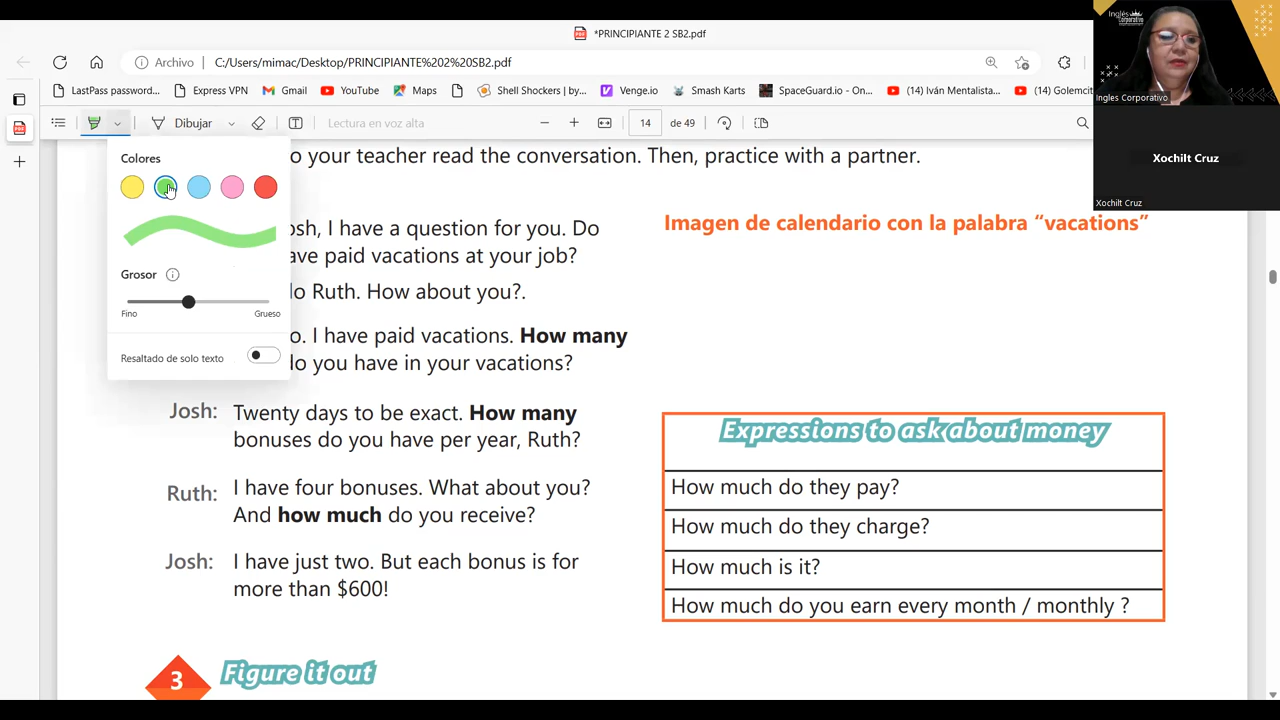 *PRINCIPIANTE 2 SB2.pdf
Archivo C:/Users/mimac/Desktop/PRINCIPIANTE%202%20SB2.pdf
LastPass password... Express VPN Gmail YouTube Maps Shell Shockers | by... Venge.io Smash Karts SpaceGuard.io - On... (14) Iván Mentalista... (14) Golemcit
Dibujar Lectura en voz alta 14 de 49
Inglés Corporativo
Ingles Corporativo
Xochilt Cruz
Xochilt Cruz
Colores
Grosor
Fino Grueso
Resaltado de solo texto
o your teacher read the conversation. Then, practice with a partner.
osh, I have a question for you. Do
ave paid vacations at your job?
do Ruth. How about you?.
o. I have paid vacations. How many
do you have in your vacations?
Josh: Twenty days to be exact. How many
bonuses do you have per year, Ruth?
Ruth: I have four bonuses. What about you?
And how much do you receive?
Josh: I have just two. But each bonus is for
more than $600!
3 Figure it out
Imagen de calendario con la palabra “vacations”
Expressions to ask about money
How much do they pay?
How much do they charge?
How much is it?
How much do you earn every month / monthly ?